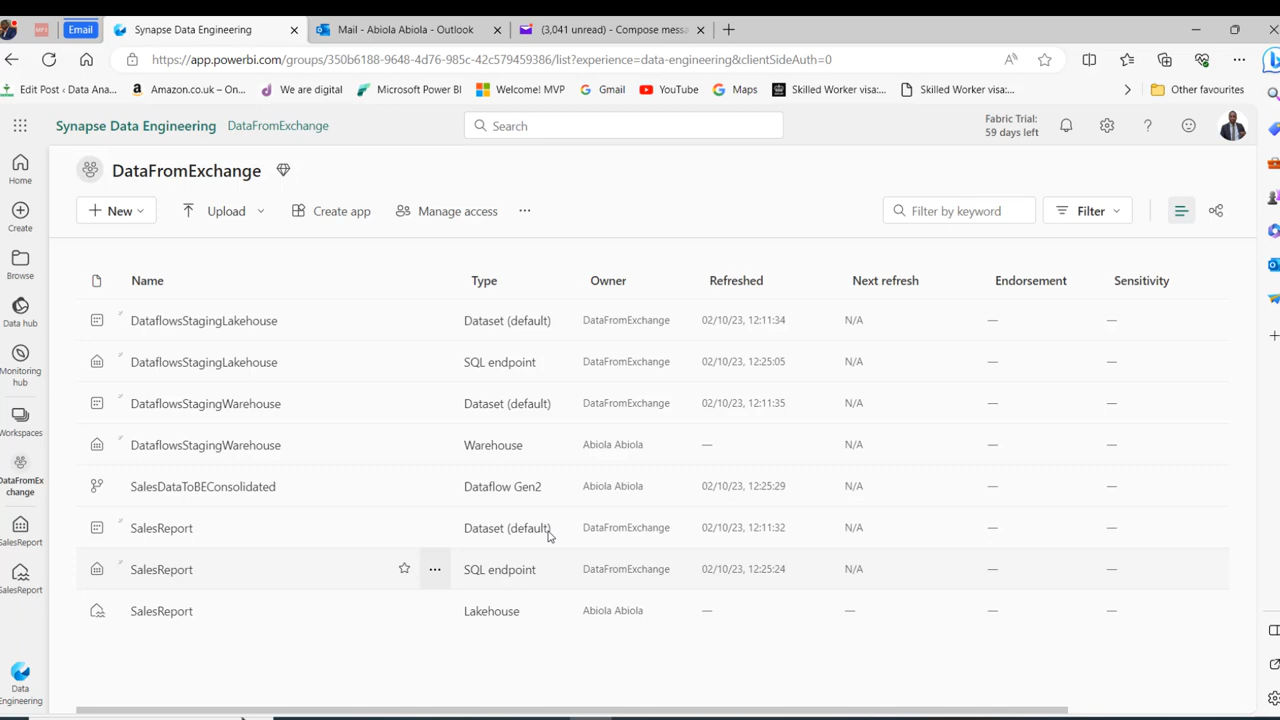 MP3
Email
Synapse Data Engineering
Mail - Abiola Abiola - Outlook
(3,041 unread) - Compose messa
https://app.powerbi.com/groups/350b6188-9648-4d76-985c-42c579459386/list?experience=data-engineering&clientSideAuth=0
Edit Post ‹ Data Ana...
Amazon.co.uk – On...
We are digital
Microsoft Power BI
Welcome! MVP
Gmail
YouTube
Maps
Skilled Worker visa:...
Skilled Worker visa:...
Other favourites
Synapse Data Engineering
DataFromExchange
Search
Fabric Trial:
59 days left
Home
Create
Browse
Data hub
Monitoring
hub
Workspaces
DataFromEx
change
SalesReport
SalesReport
Data
Engineering
DataFromExchange
New
Upload
Create app
Manage access
Filter by keyword
Filter
Name Type Owner Refreshed Next refresh Endorsement Sensitivity
DataflowsStagingLakehouse Dataset (default) DataFromExchange 02/10/23, 12:11:34 N/A — —
DataflowsStagingLakehouse SQL endpoint DataFromExchange 02/10/23, 12:25:05 N/A — —
DataflowsStagingWarehouse Dataset (default) DataFromExchange 02/10/23, 12:11:35 N/A — —
DataflowsStagingWarehouse Warehouse Abiola Abiola — N/A — —
SalesDataToBEConsolidated Dataflow Gen2 Abiola Abiola 02/10/23, 12:25:29 N/A — —
SalesReport Dataset (default) DataFromExchange 02/10/23, 12:11:32 N/A — —
SalesReport SQL endpoint DataFromExchange 02/10/23, 12:25:24 N/A — —
SalesReport Lakehouse Abiola Abiola — — — —